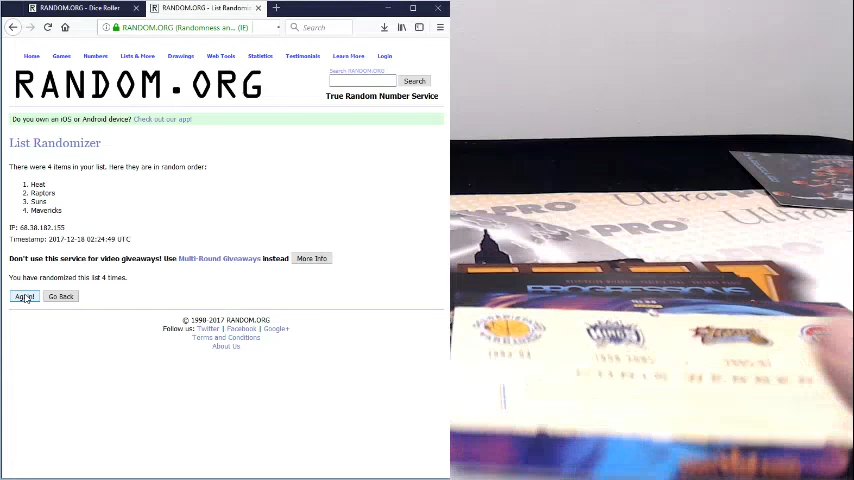 RANDOM.ORG - Dice Roller
RANDOM.ORG - List Randomi
RANDOM.ORG (Randomness an
(IE)
Search
Home Games Numbers Lists & More Drawings Web Tools Statistics Testimonials Learn More Login
RANDOM.ORG
Search RANDOM.ORG
Search
True Random Number Service
Do you own an iOS or Android device? Check out our app!
List Randomizer
There were 4 items in your list. Here they are in random order:
1. Heat
2. Raptors
3. Suns
4. Mavericks
IP: 68.38.182.155
Timestamp: 2017-12-18 02:24:49 UTC
Don't use this service for video giveaways! Use Multi-Round Giveaways instead
More Info
You have randomized this list 4 times.
Again!
Go Back
© 1998-2017 RANDOM.ORG
Follow us: Twitter | Facebook | Google+
Terms and Conditions
About Us
PRO
Ultra
PRO
Ultra
PROGRESSIONS